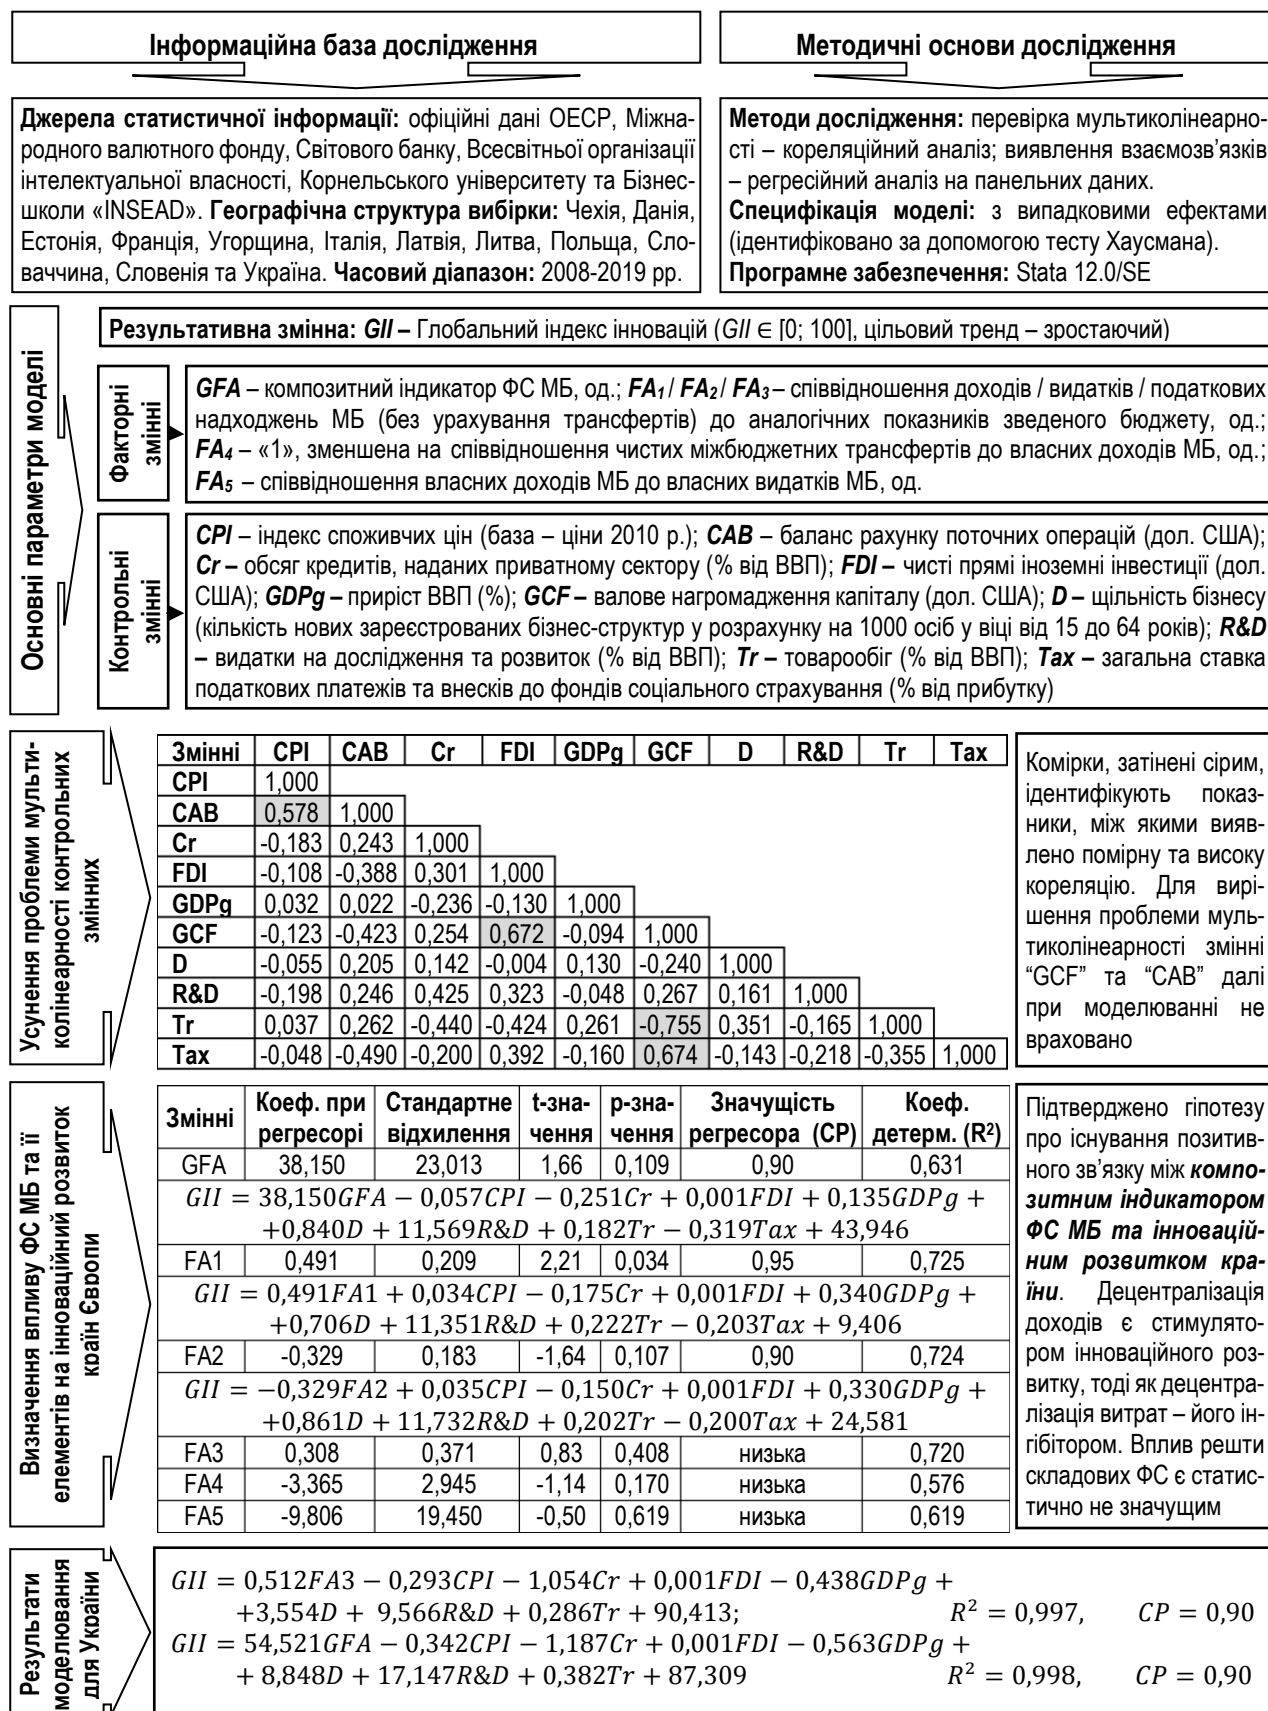 Інформаційна база дослідження
Методичні основи дослідження
Джерела статистичної інформації: офіційні дані ОЕСР, Міжна-
родного валютного фонду, Світового банку, Всесвітньої організації
інтелектуальної власності, Корнельського університету та Бізнес-
школи «INSEAD». Географічна структура вибірки: Чехія, Данія,
Естонія, Франція, Угорщина, Італія, Латвія, Литва, Польща, Сло-
ваччина, Словенія та Україна. Часовий діапазон: 2008-2019 рр.
Методи дослідження: перевірка мультиколінеарно-
сті – кореляційний аналіз; виявлення взаємозв'язків
– регресійний аналіз на панельних даних.
Специфікація моделі: з випадковими ефектами
(ідентифіковано за допомогою тесту Хаусмана).
Програмне забезпечення: Stata 12.0/SE
Основні параметри моделі
Результативна змінна: GII – Глобальний індекс інновацій (GII ∈ [0; 100], цільовий тренд – зростаючий)
Факторні
змінні
GFA – композитний індикатор ФС МБ, од.; FA1 / FA2 / FA3 – співвідношення доходів / видатків / податкових
надходжень МБ (без урахування трансфертів) до аналогічних показників зведеного бюджету, од.;
FA4 – «1», зменшена на співвідношення чистих міжбюджетних трансфертів до власних доходів МБ, од.;
FA5 – співвідношення власних доходів МБ до власних видатків МБ, од.
Контрольні
змінні
CPI – індекс споживчих цін (база – ціни 2010 р.); CAB – баланс рахунку поточних операцій (дол. США);
Cr – обсяг кредитів, наданих приватному сектору (% від ВВП); FDI – чисті прямі іноземні інвестиції (дол.
США); GDPg – приріст ВВП (%); GCF – валове нагромадження капіталу (дол. США); D – щільність бізнесу
(кількість нових зареєстрованих бізнес-структур у розрахунку на 1000 осіб у віці від 15 до 64 років); R&D
– видатки на дослідження та розвиток (% від ВВП); Tr – товарообіг (% від ВВП); Tax – загальна ставка
податкових платежів та внесків до фондів соціального страхування (% від прибутку)
Усунення проблеми мульти-
колінеарності контрольних
змінних
Змінні CPI CAB Cr FDI GDPg GCF D R&D Tr Tax
CPI 1,000
CAB 0,578 1,000
Cr -0,183 0,243 1,000
FDI -0,108 -0,388 0,301 1,000
GDPg 0,032 0,022 -0,236 -0,130 1,000
GCF -0,123 -0,423 0,254 0,672 -0,094 1,000
D -0,055 0,205 0,142 -0,004 0,130 -0,240 1,000
R&D -0,198 0,246 0,425 0,323 -0,048 0,267 0,161 1,000
Tr 0,037 0,262 -0,440 -0,424 0,261 -0,755 0,351 -0,165 1,000
Tax -0,048 -0,490 -0,200 0,392 -0,160 0,674 -0,143 -0,218 -0,355 1,000
Комірки, затінені сірим,
ідентифікують показ-
ники, між якими вияв-
лено помірну та високу
кореляцію. Для вирі-
шення проблеми муль-
тиколінеарності змінні
“GCF” та “CAB” далі
при моделюванні не
враховано
Визначення впливу ФС МБ та її
елементів на інноваційний розвиток
країн Європи
Змінні Коеф. при Стандартне t-зна- p-зна- Значущість Коеф.
регресорі відхилення чення чення регресора (СР) детерм. (R²)
GFA 38,150 23,013 1,66 0,109 0,90 0,631
GII = 38,150GFA − 0,057CPI − 0,251Cr + 0,001FDI + 0,135GDPg +
+0,840D + 11,569R&D + 0,182Tr − 0,319Tax + 43,946
FA1 0,491 0,209 2,21 0,034 0,95 0,725
GII = 0,491FA1 + 0,034CPI − 0,175Cr + 0,001FDI + 0,340GDPg +
+0,706D + 11,351R&D + 0,222Tr − 0,203Tax + 9,406
FA2 -0,329 0,183 -1,64 0,107 0,90 0,724
GII = −0,329FA2 + 0,035CPI − 0,150Cr + 0,001FDI + 0,330GDPg +
+0,861D + 11,732R&D + 0,202Tr − 0,200Tax + 24,581
FA3 0,308 0,371 0,83 0,408 низька 0,720
FA4 -3,365 2,945 -1,14 0,170 низька 0,576
FA5 -9,806 19,450 -0,50 0,619 низька 0,619
Підтверджено гіпотезу
про існування позитив-
ного зв'язку між компо-
зитним індикатором
ФС МБ та інновацій-
ним розвитком кра-
їни. Децентралізація
доходів є стимулято-
ром інноваційного роз-
витку, тоді як децентра-
лізація витрат – його ін-
гібітором. Вплив решти
складових ФС є статис-
тично не значущим
Результати
моделювання
для України
GII = 0,512FA3 − 0,293CPI − 1,054Cr + 0,001FDI − 0,438GDPg +
+3,554D + 9,566R&D + 0,286Tr + 90,413; R² = 0,997, CP = 0,90
GII = 54,521GFA − 0,342CPI − 1,187Cr + 0,001FDI − 0,563GDPg +
+ 8,848D + 17,147R&D + 0,382Tr + 87,309 R² = 0,998, CP = 0,90